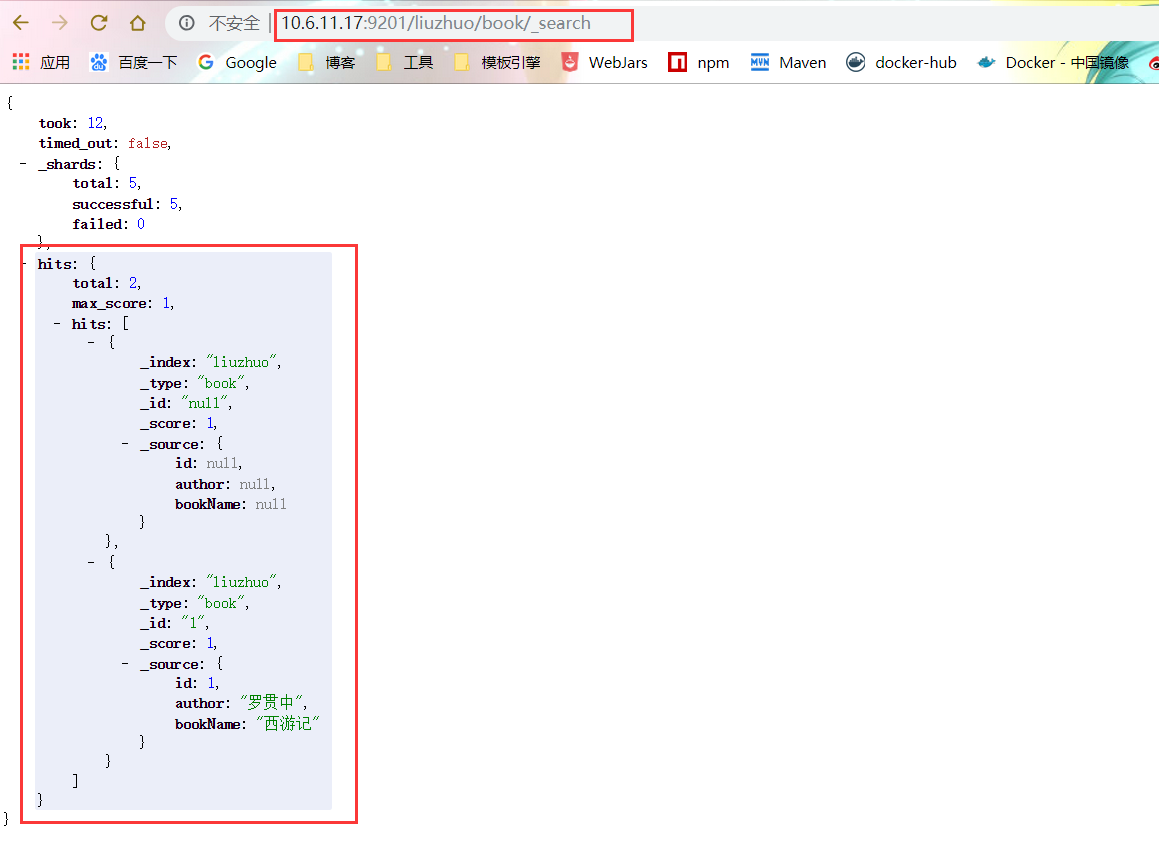 不安全 | 10.6.11.17:9201/liuzhuo/book/_search
应用 百度一下 Google 博客 工具 模板引擎 WebJars npm Maven docker-hub Docker - 中国镜像
{
took: 12,
timed_out: false,
- _shards: {
total: 5,
successful: 5,
failed: 0
},
- hits: {
total: 2,
max_score: 1,
- hits: [
- {
_index: "liuzhuo",
_type: "book",
_id: "null",
_score: 1,
- _source: {
id: null,
author: null,
bookName: null
}
},
- {
_index: "liuzhuo",
_type: "book",
_id: "1",
_score: 1,
- _source: {
id: 1,
author: "罗贯中",
bookName: "西游记"
}
}
]
}
}